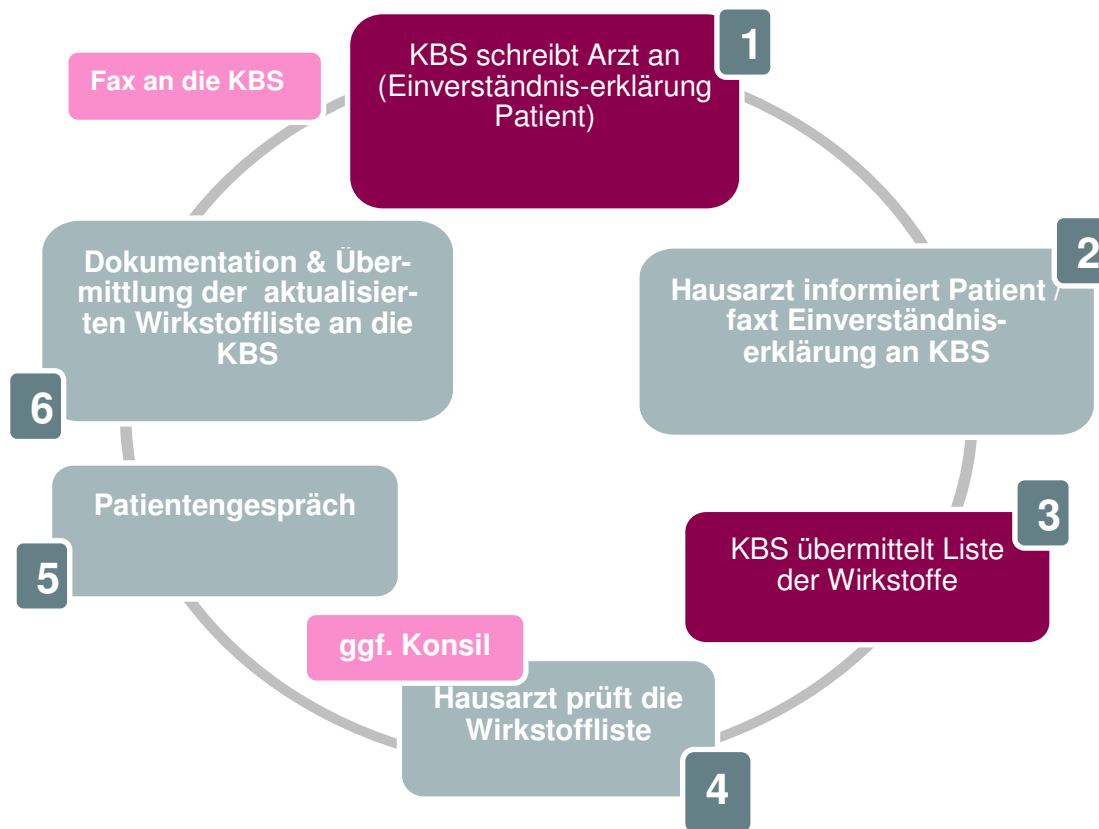 1
KBS schreibt Arzt an
(Einverständnis-erklärung
Patient)
Fax an die KBS
2
Hausarzt informiert Patient /
faxt Einverständnis-
erklärung an KBS
3
KBS übermittelt Liste
der Wirkstoffe
ggf. Konsil
Hausarzt prüft die
Wirkstoffliste
4
Patientengespräch
5
Dokumentation & Über-
mittlung der aktualisier-
ten Wirkstoffliste an die
KBS
6